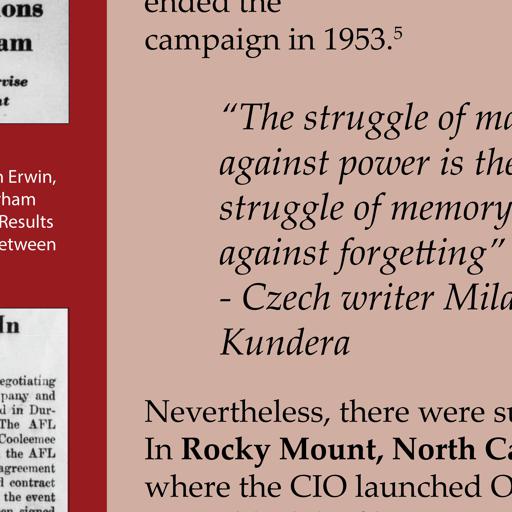 ions
am
rvise
t
n Erwin,
ham
Results
etween
In
egotiating
pany and
d in Dur-
The AFL
Cooleemee
the AFL
agreement
d contract
the event
ended the
campaign in 1953.5
“The struggle of ma
against power is the
struggle of memory
against forgetting”
- Czech writer Mila
Kundera
Nevertheless, there were su
In Rocky Mount, North Ca
where the CIO launched O